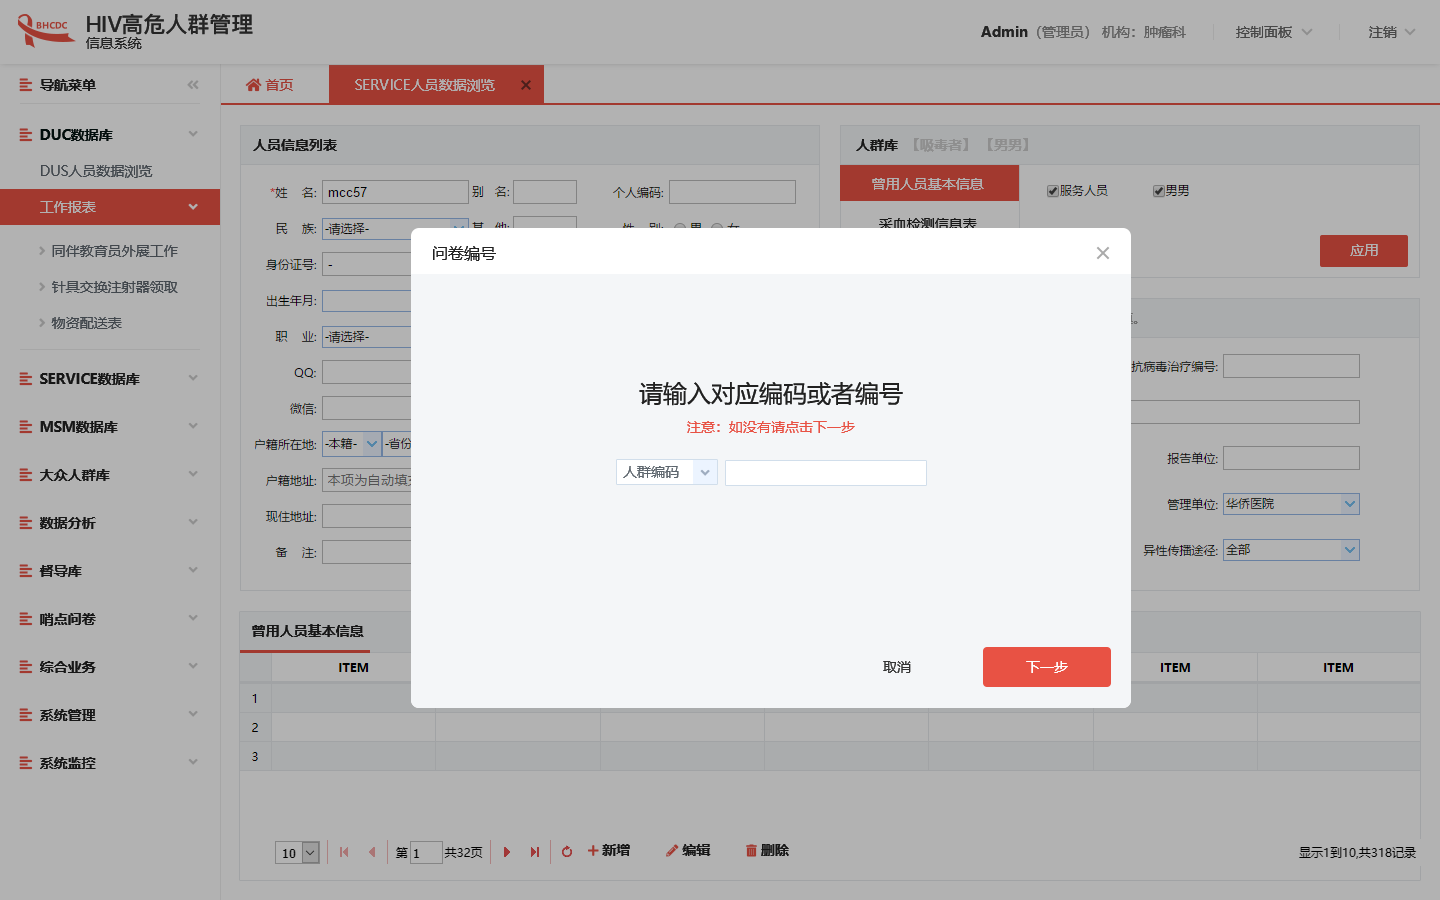 BHCDC
HIV高危人群管理
信息系统
Admin（管理员） 机构：肿瘤科
控制面板
注销
导航菜单
DUC数据库
DUS人员数据浏览
工作报表
同伴教育员外展工作
针具交换注射器领取
物资配送表
SERVICE数据库
MSM数据库
大众人群库
数据分析
督导库
哨点问卷
综合业务
系统管理
系统监控
首页
SERVICE人员数据浏览
人员信息列表
*姓 名: mcc57 别 名: 个人编码:
民 族: -请选择- 其 他: 性 别: 男 女
身份证号: -
出生年月:
职 业: -请选择-
QQ:
微信:
户籍所在地: -本籍- -省份
户籍地址: 本项为自动填充
现住地址:
备 注:
人群库 【吸毒者】 【男男】
曾用人员基本信息
采血检测信息表
服务人员 男男
应用
抗病毒治疗编号:
报告单位:
管理单位: 华侨医院
异性传播途径: 全部
问卷编号
请输入对应编码或者编号
注意：如没有请点击下一步
人群编码
取消
下一步
曾用人员基本信息
ITEM ITEM ITEM
1
2
3
10 第 1 共32页 新增 编辑 删除
显示1到10,共318记录